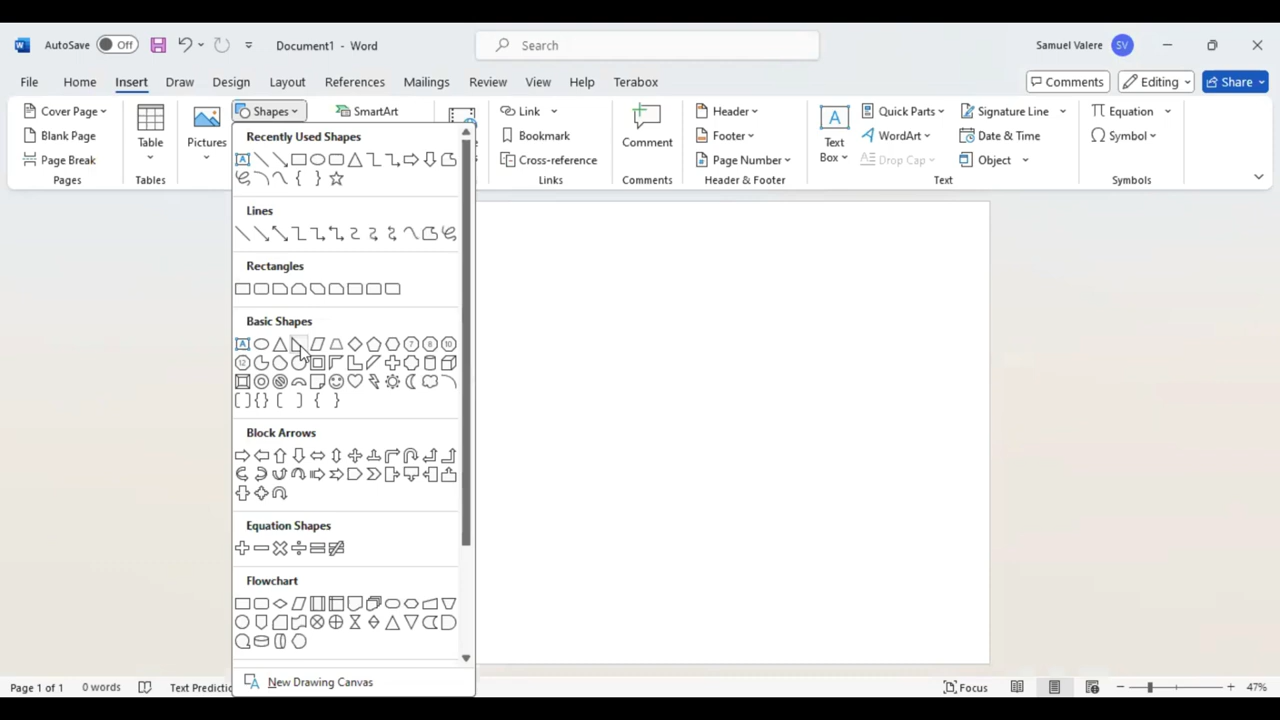 AutoSave Off Document1 - Word Search Samuel Valere SV
File Home Insert Draw Design Layout References Mailings Review View Help Terabox Comments Editing Share
Cover Page Shapes SmartArt Link Header Quick Parts Signature Line Equation
Blank Page Bookmark Footer WordArt Date & Time Symbol
Table Pictures Comment Text
Page Break Cross-reference Page Number Box Drop Cap Object
Pages Tables Links Comments Header & Footer Text Symbols
Recently Used Shapes
Lines
Rectangles
Basic Shapes
Block Arrows
Equation Shapes
Flowchart
New Drawing Canvas
Page 1 of 1 0 words Focus 47%